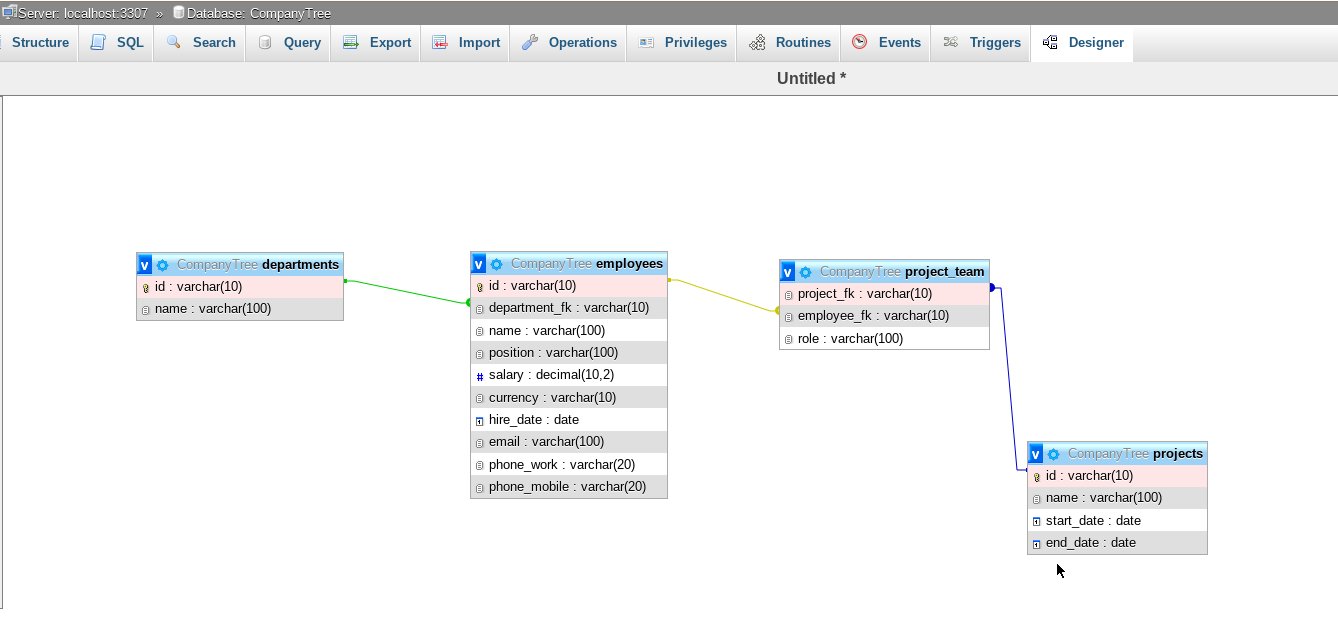 Server: localhost:3307 » Database: CompanyTree
Structure SQL Search Query Export Import Operations Privileges Routines Events Triggers Designer
Untitled *
v CompanyTree departments
id : varchar(10)
name : varchar(100)
v CompanyTree employees
id : varchar(10)
department_fk : varchar(10)
name : varchar(100)
position : varchar(100)
# salary : decimal(10,2)
currency : varchar(10)
hire_date : date
email : varchar(100)
phone_work : varchar(20)
phone_mobile : varchar(20)
v CompanyTree project_team
project_fk : varchar(10)
employee_fk : varchar(10)
role : varchar(100)
v CompanyTree projects
id : varchar(10)
name : varchar(100)
start_date : date
end_date : date